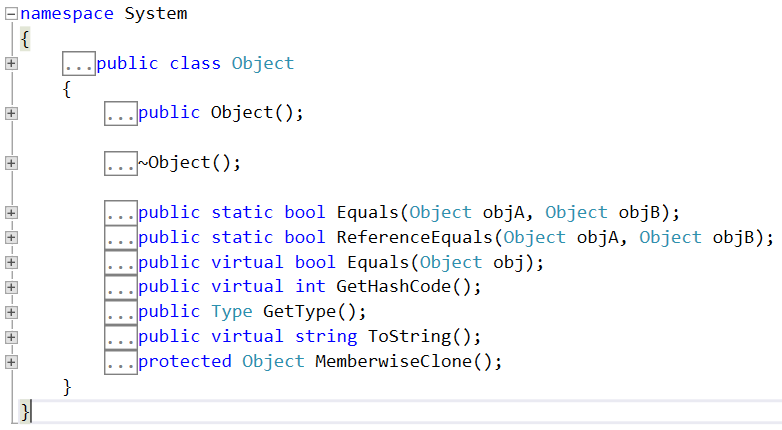 namespace System
{
...public class Object
{
...public Object();
...~Object();
...public static bool Equals(Object objA, Object objB);
...public static bool ReferenceEquals(Object objA, Object objB);
...public virtual bool Equals(Object obj);
...public virtual int GetHashCode();
...public Type GetType();
...public virtual string ToString();
...protected Object MemberwiseClone();
}
}